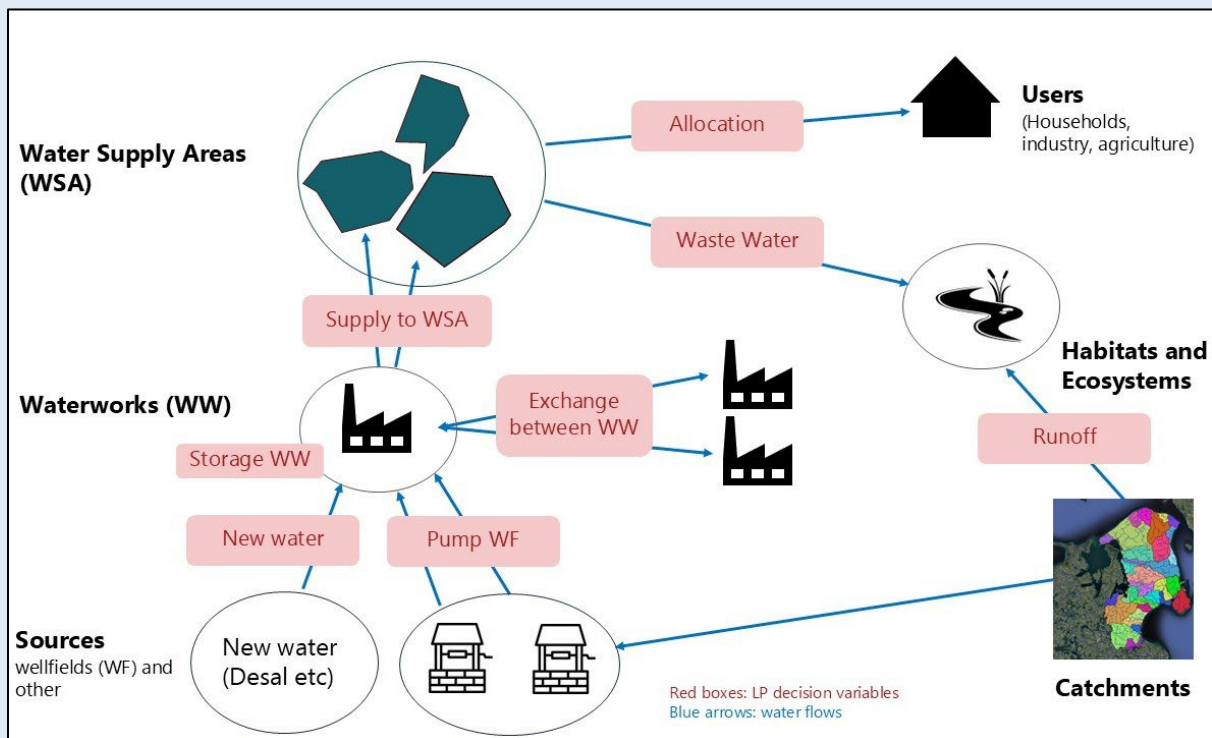 Water Supply Areas
(WSA)
Allocation
Users
(Households,
industry, agriculture)
Waste Water
Supply to WSA
Habitats and
Ecosystems
Waterworks (WW)
Exchange
between WW
Storage WW
Runoff
New water
Pump WF
Sources
wellfields (WF) and
other
New water
(Desal etc)
Red boxes: LP decision variables
Blue arrows: water flows
Catchments